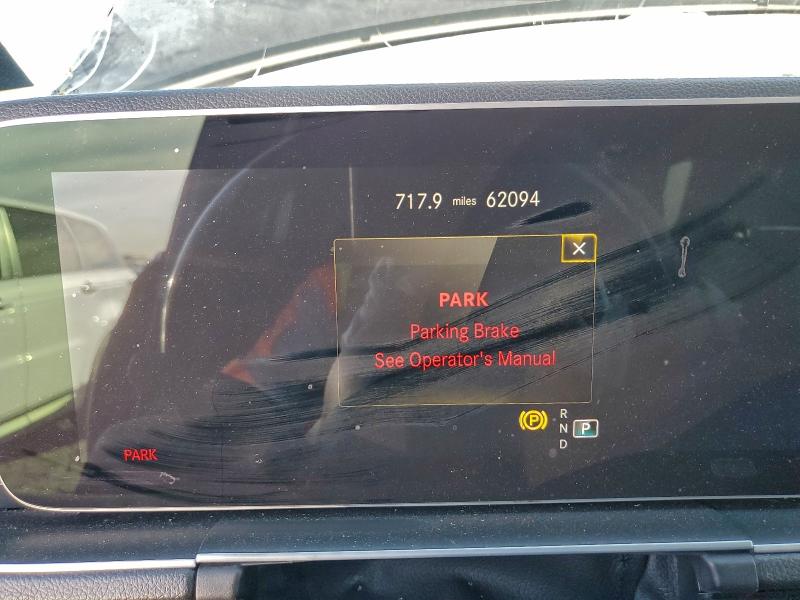 717.9 miles 62094
PARK
Parking Brake
See Operator's Manual
P
R
N P
D
PARK